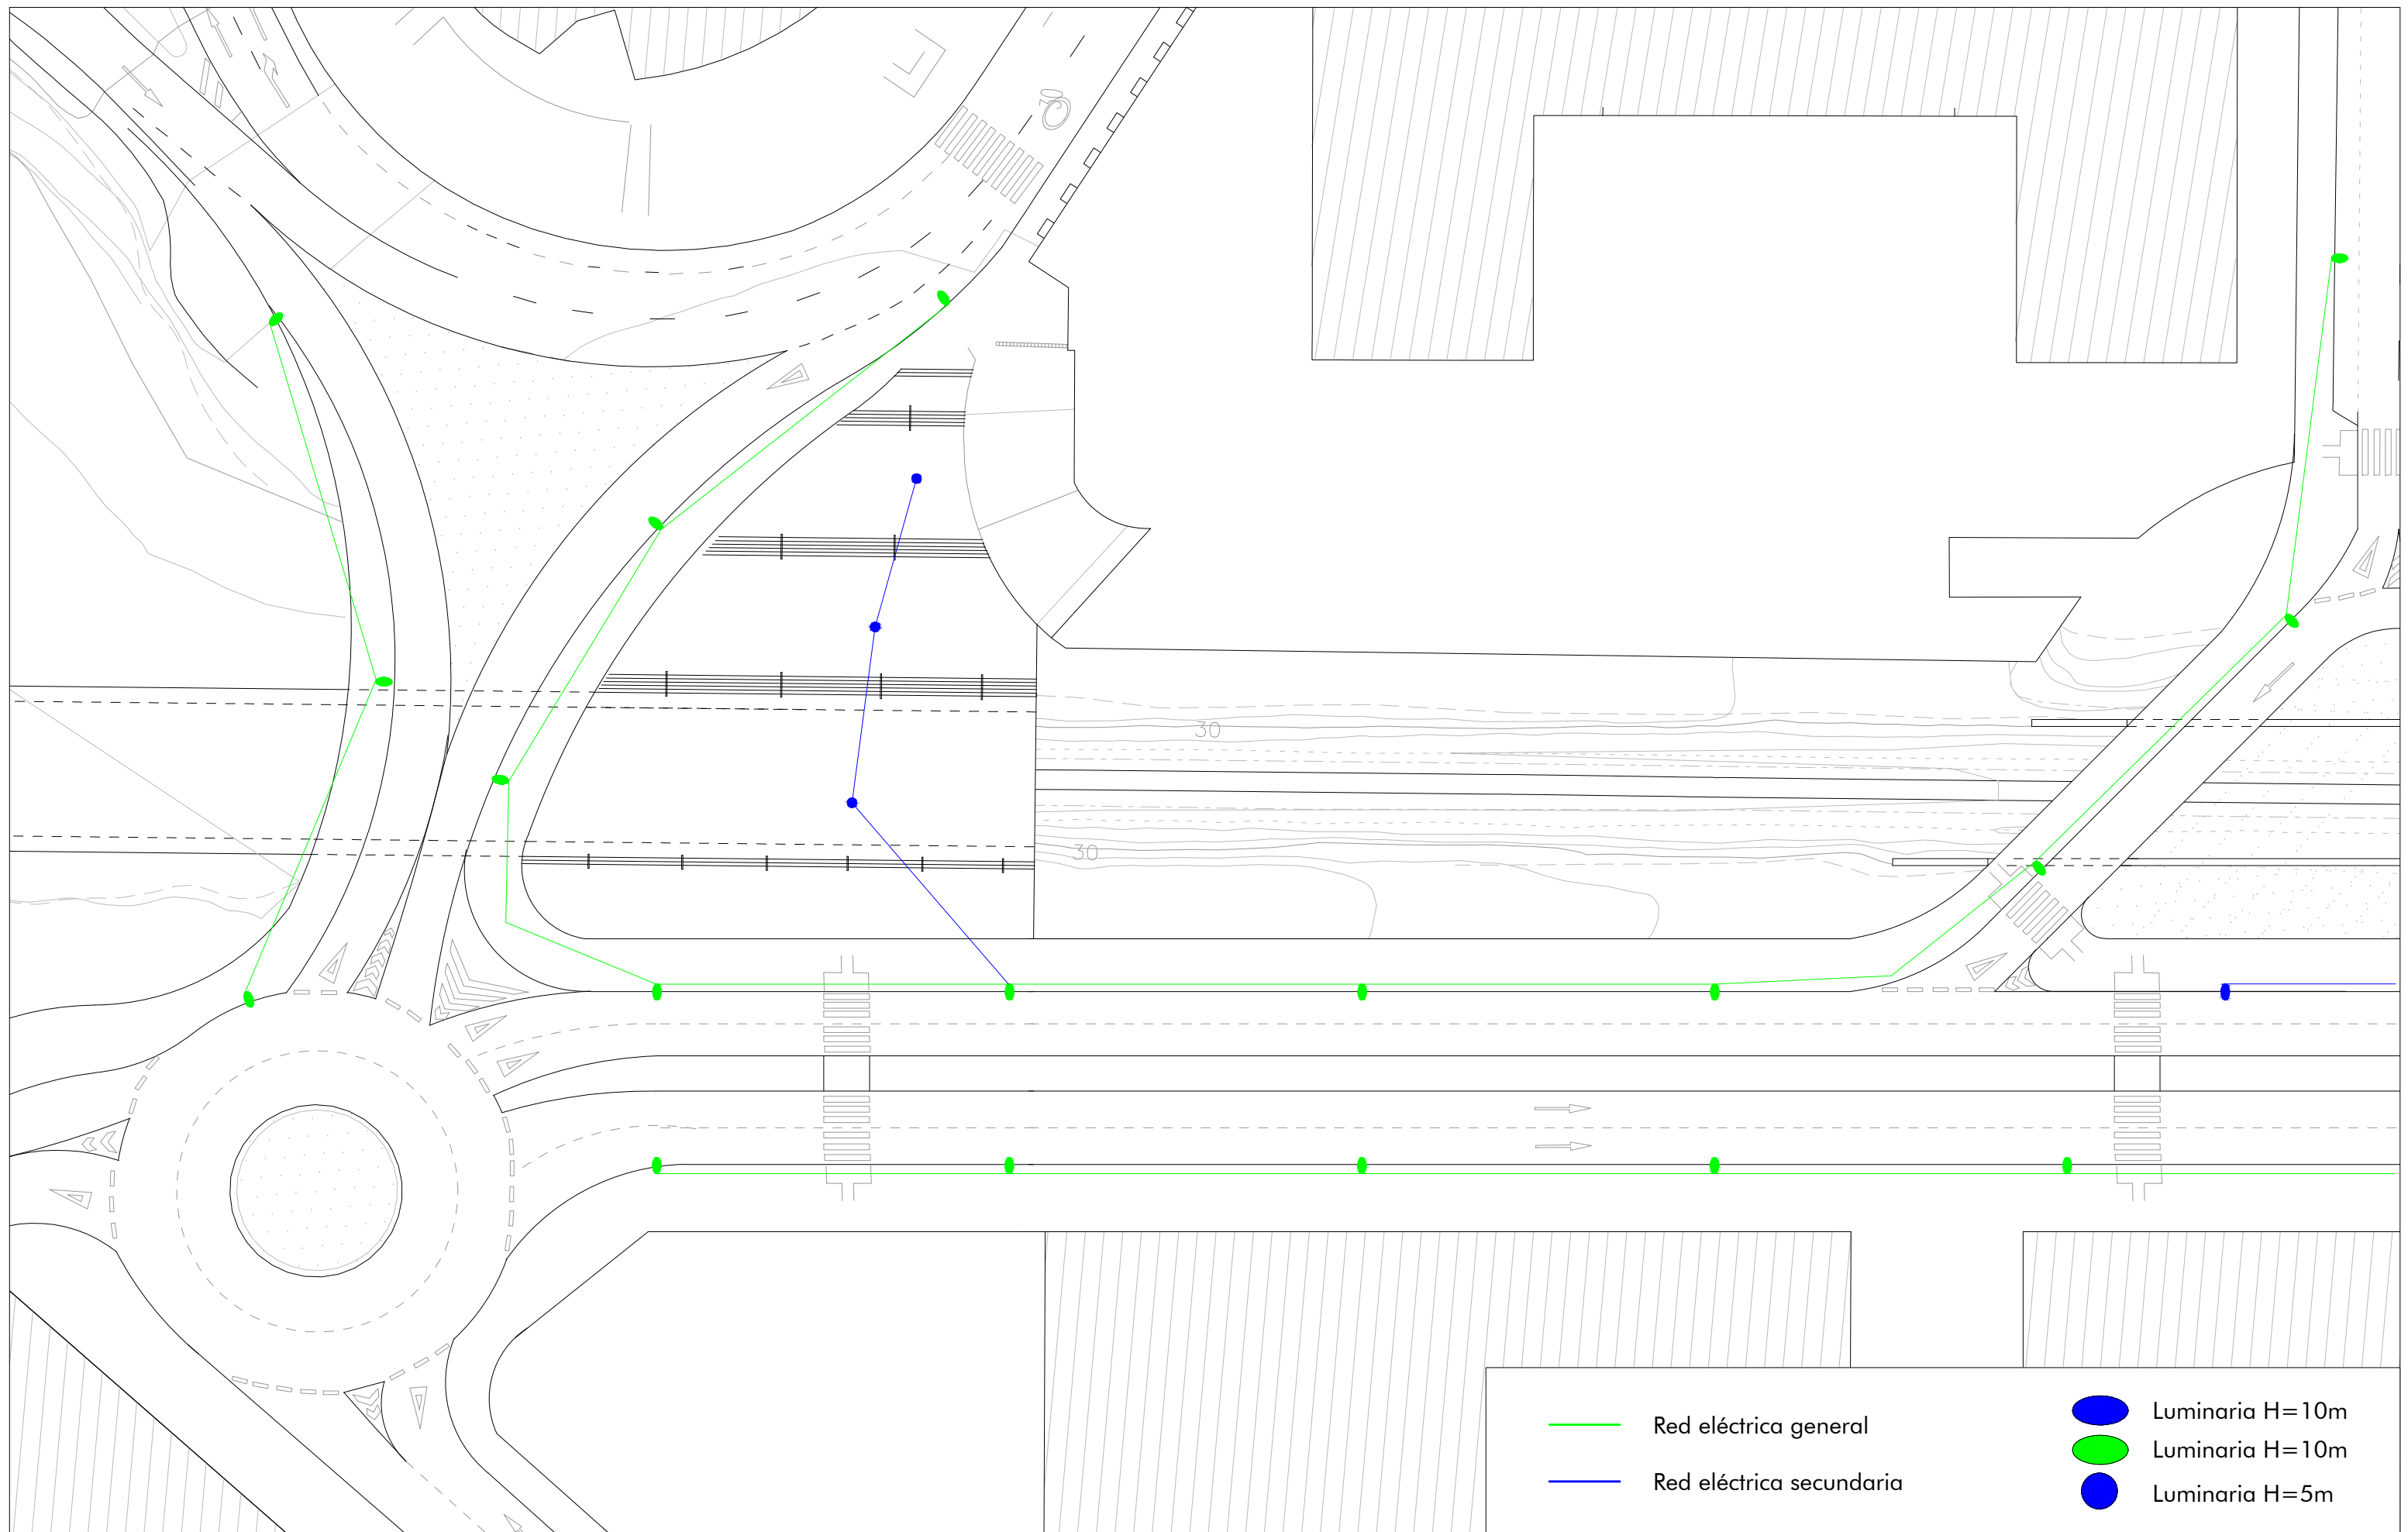 30
30
Red eléctrica general
Red eléctrica secundaria
Luminaria H=10m
Luminaria H=10m
Luminaria H=5m